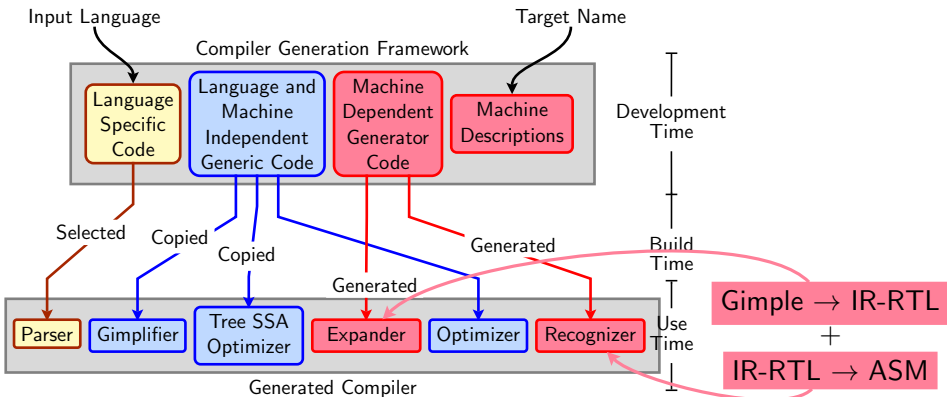 Input Language
Target Name
Compiler Generation Framework
Language
Specific
Code
Language and
Machine
Independent
Generic Code
Machine
Dependent
Generator
Code
Machine
Descriptions
Development
Time
Selected
Copied
Copied
Generated
Generated
Build
Time
Parser
Gimplifier
Tree SSA
Optimizer
Expander
Optimizer
Recognizer
Use
Time
Generated Compiler
Gimple → IR-RTL
+
IR-RTL → ASM